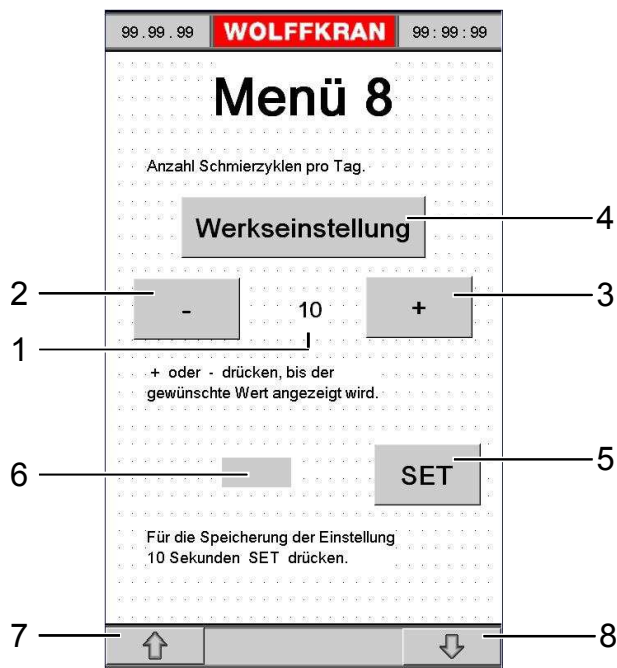 99.99.99 WOLFFKRAN 99:99:99
Menü 8
Anzahl Schmierzyklen pro Tag.
Werkseinstellung 4
2 - 10 + 3
1
+ oder - drücken, bis der
gewünschte Wert angezeigt wird.
6 SET 5
Für die Speicherung der Einstellung
10 Sekunden SET drücken.
7 8